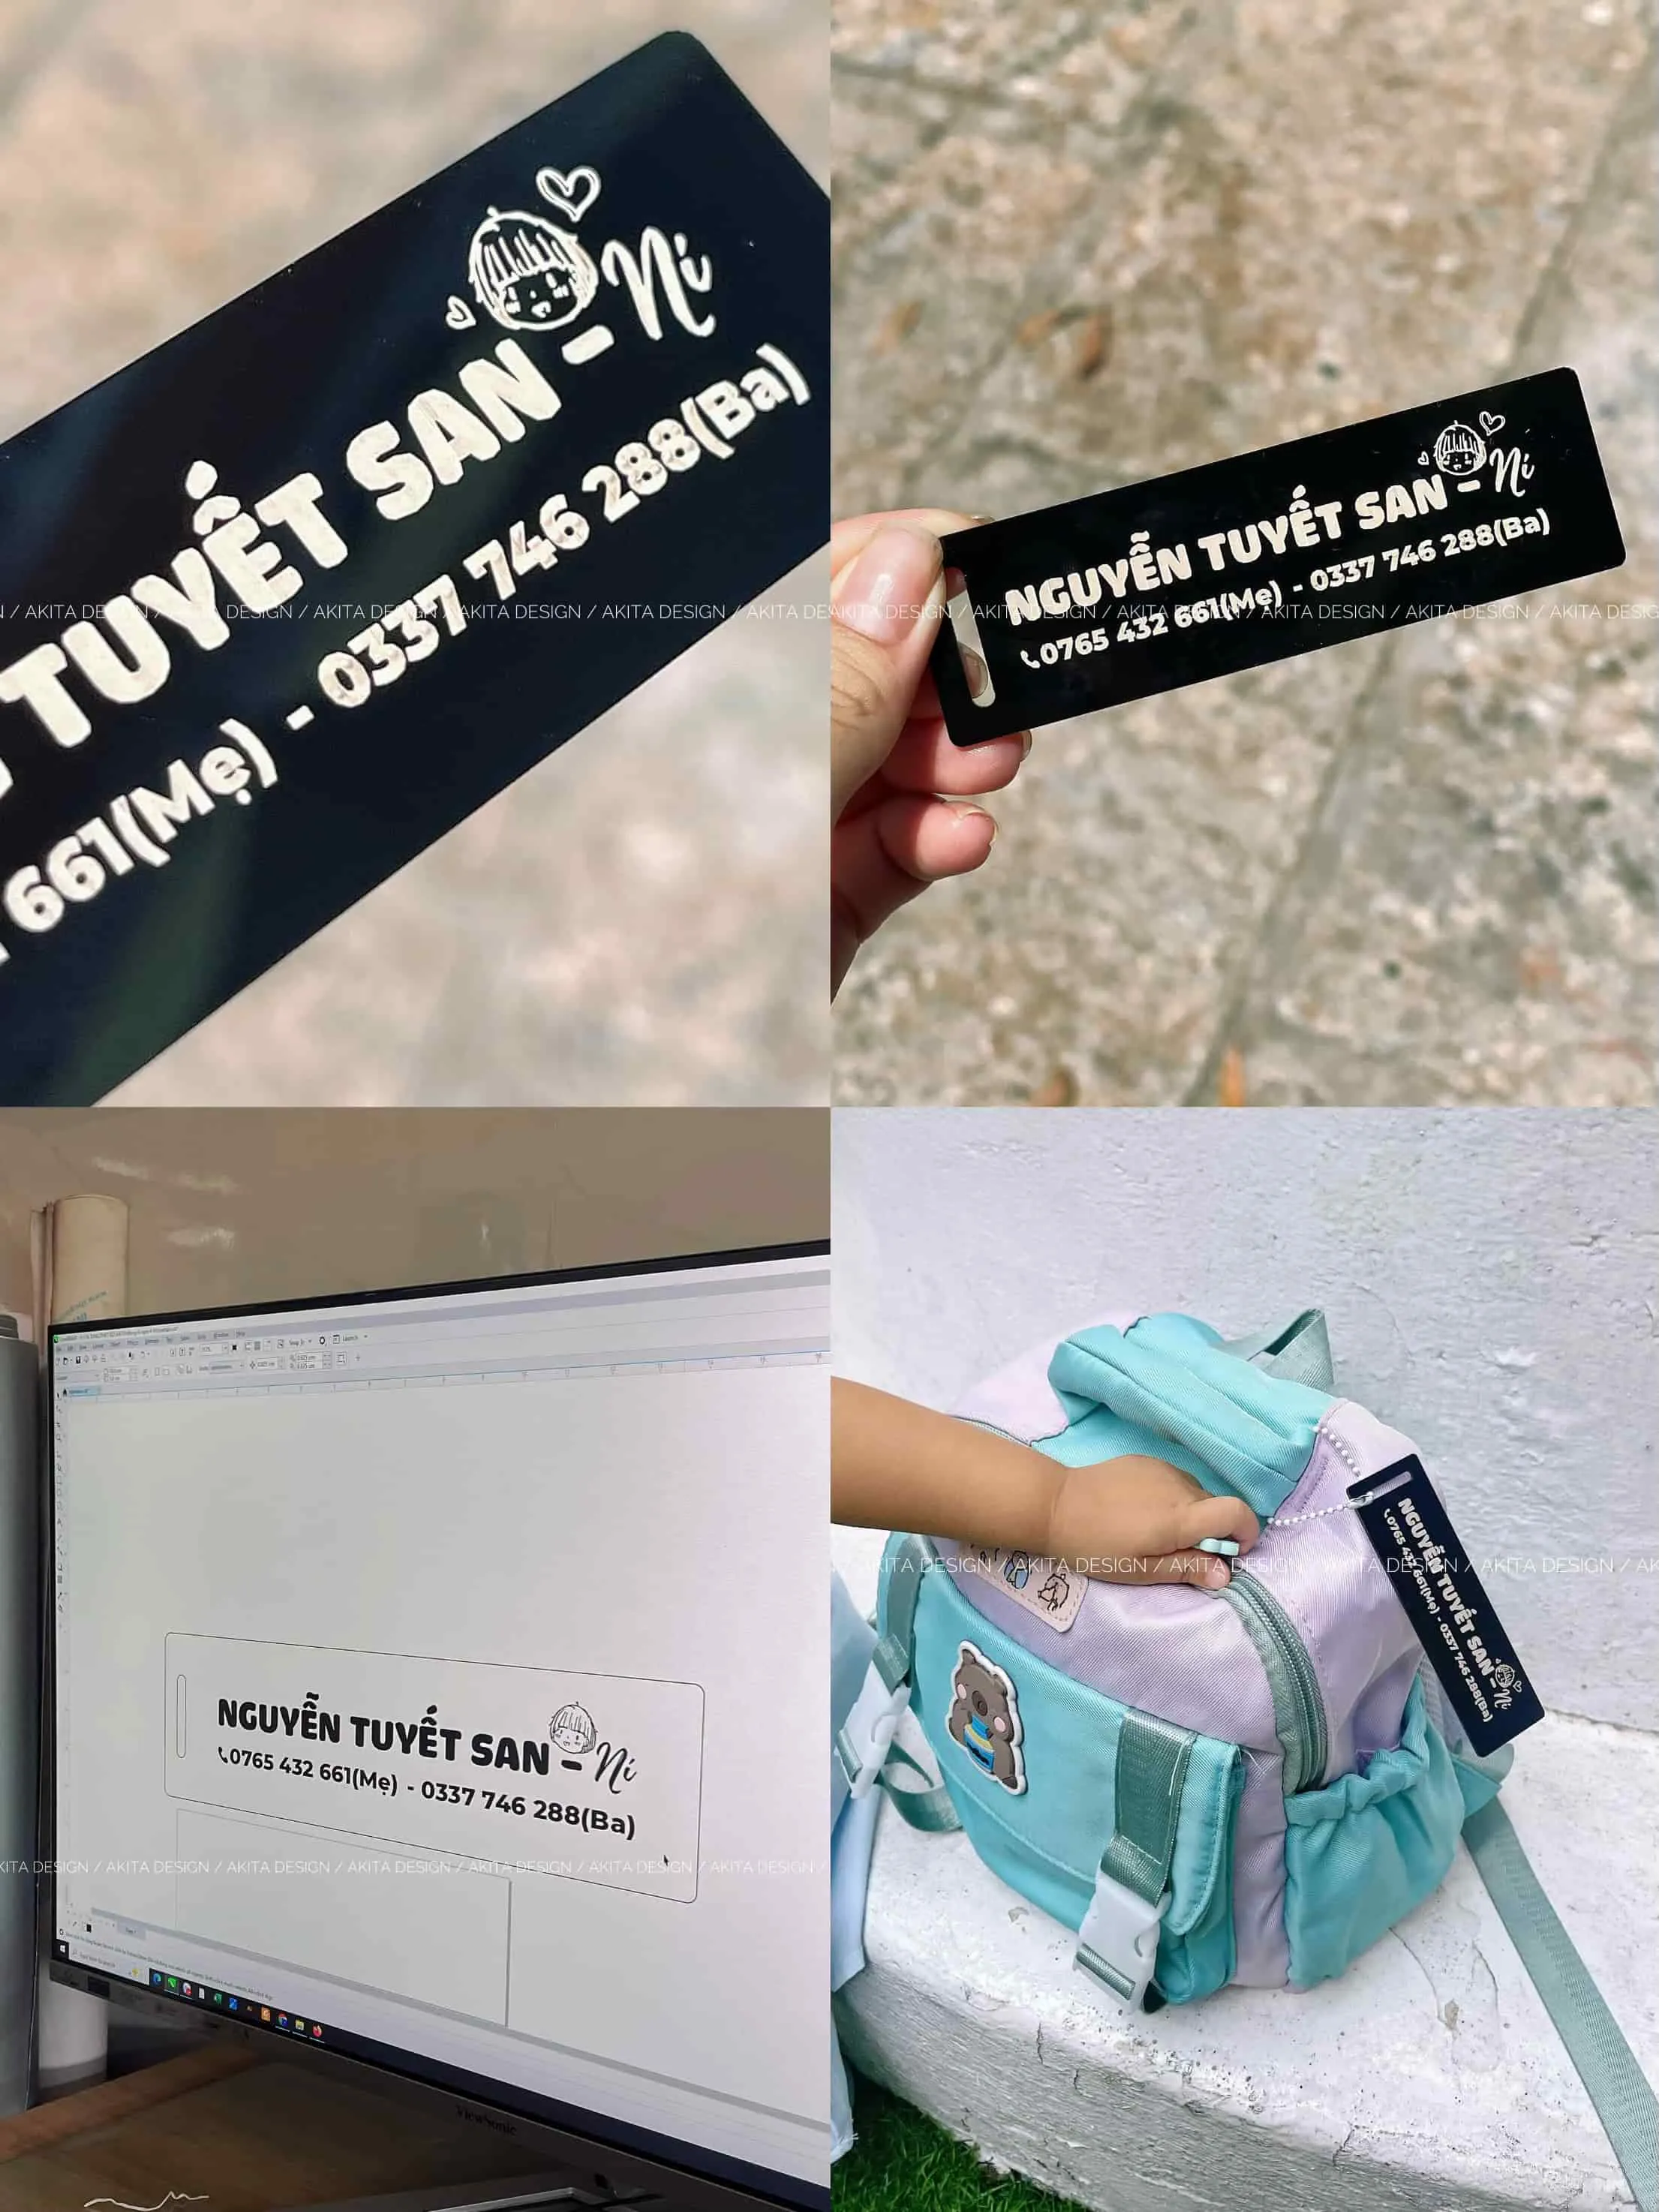 TUYẾT SAN - Ni
661(Mẹ) - 0337 746 288(Ba)
NGUYỄN TUYẾT SAN - Ni
0765 432 661(Mẹ) - 0337 746 288(Ba)
/ AKITA DESIGN / AKITA DESIGN / AKITA DESIGN / AKITA DESIGN / AKITA DESIGN / AKITA DESIGN / AKITA DESIGN
NGUYỄN TUYẾT SAN - Ni
0765 432 661(Mẹ) - 0337 746 288(Ba)
AKITA DESIGN / AKITA DESIGN / AKITA DESIGN / AKITA DESIGN / AKITA DESIGN / AKITA DESIGN /
ViewSonic
NGUYỄN TUYẾT SAN - Ni
0765 432 661(Mẹ) - 0337 746 288(Ba)
AKITA DESIGN / AKITA DESIGN / AKITA DESIGN / AKITA DESIGN / AKITA DESIGN / AK